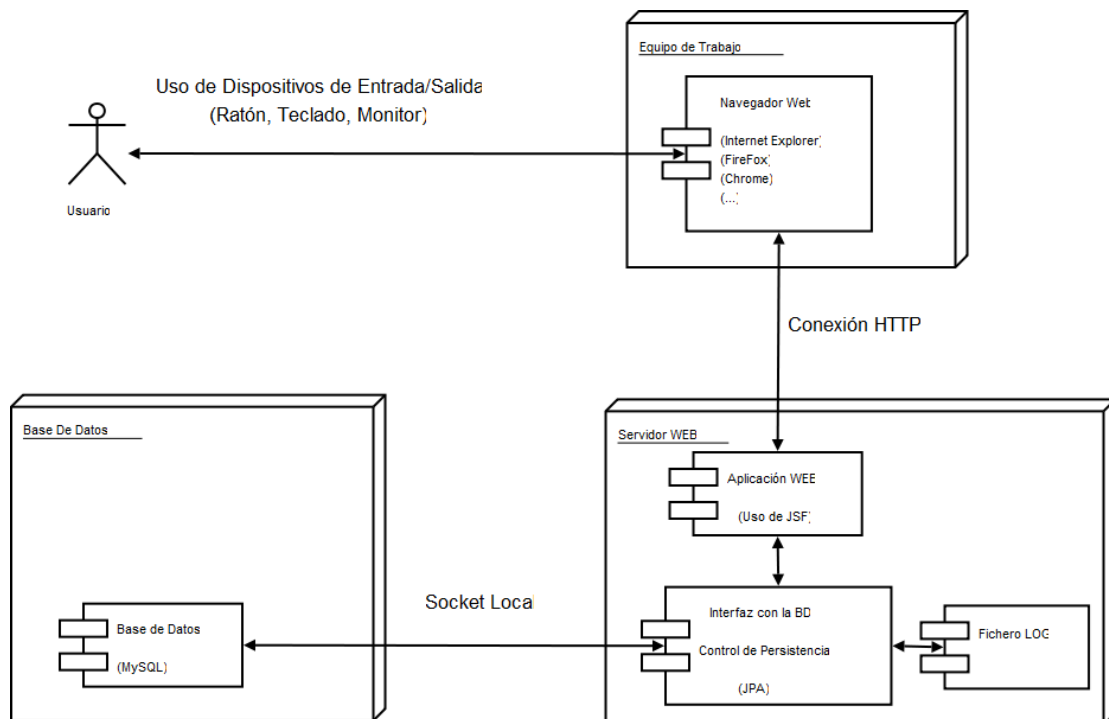 Equipo de Trabajo
Uso de Dispositivos de Entrada/Salida
(Ratón, Teclado, Monitor)
Navegador Web
(Internet Explorer)
(FireFox)
(Chrome)
(...)
Usuario
Conexión HTTP
Base De Datos
Servidor WEB
Aplicación WEB
(Uso de JSF)
Socket Local
Base de Datos
(MySQL)
Interfaz con la BD
Control de Persistencia
(JPA)
Fichero LOG